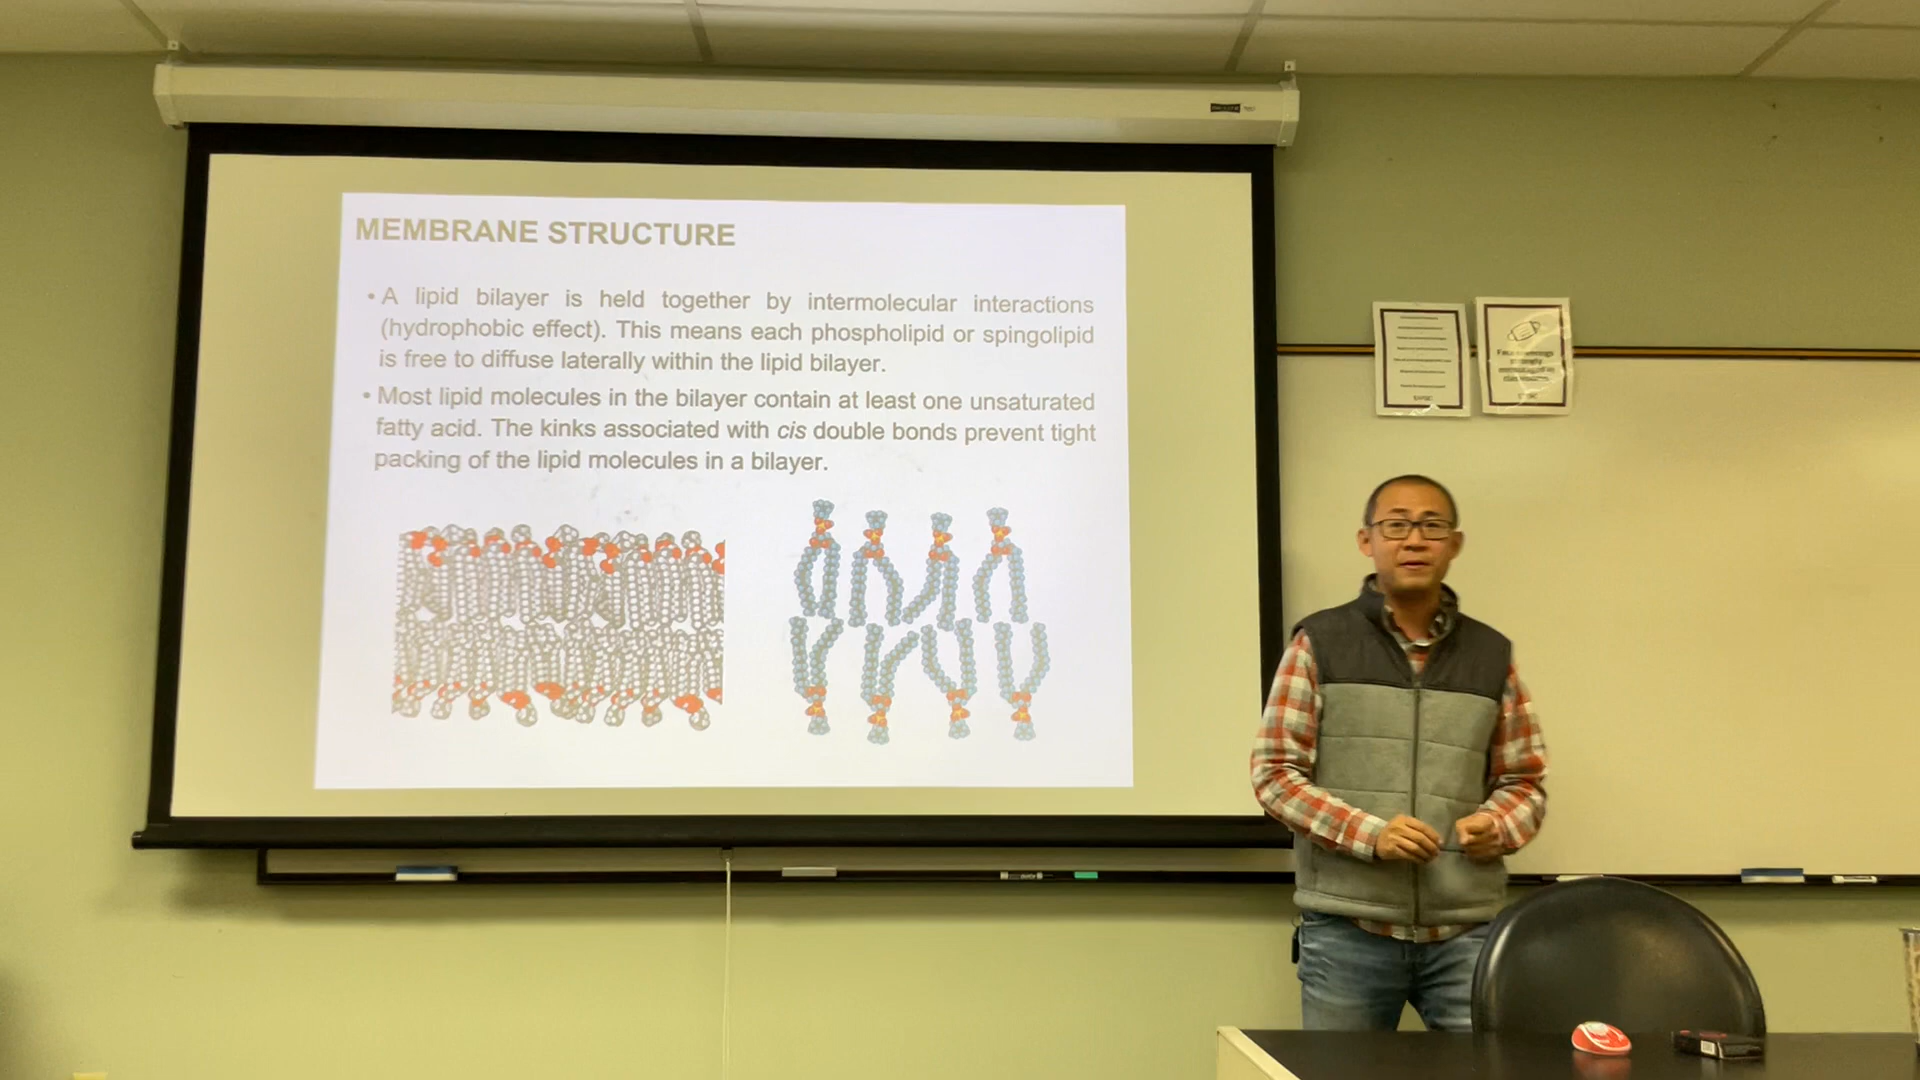 MEMBRANE STRUCTURE
• A lipid bilayer is held together by intermolecular interactions
(hydrophobic effect). This means each phospholipid or spingolipid
is free to diffuse laterally within the lipid bilayer.
• Most lipid molecules in the bilayer contain at least one unsaturated
fatty acid. The kinks associated with cis double bonds prevent tight
packing of the lipid molecules in a bilayer.